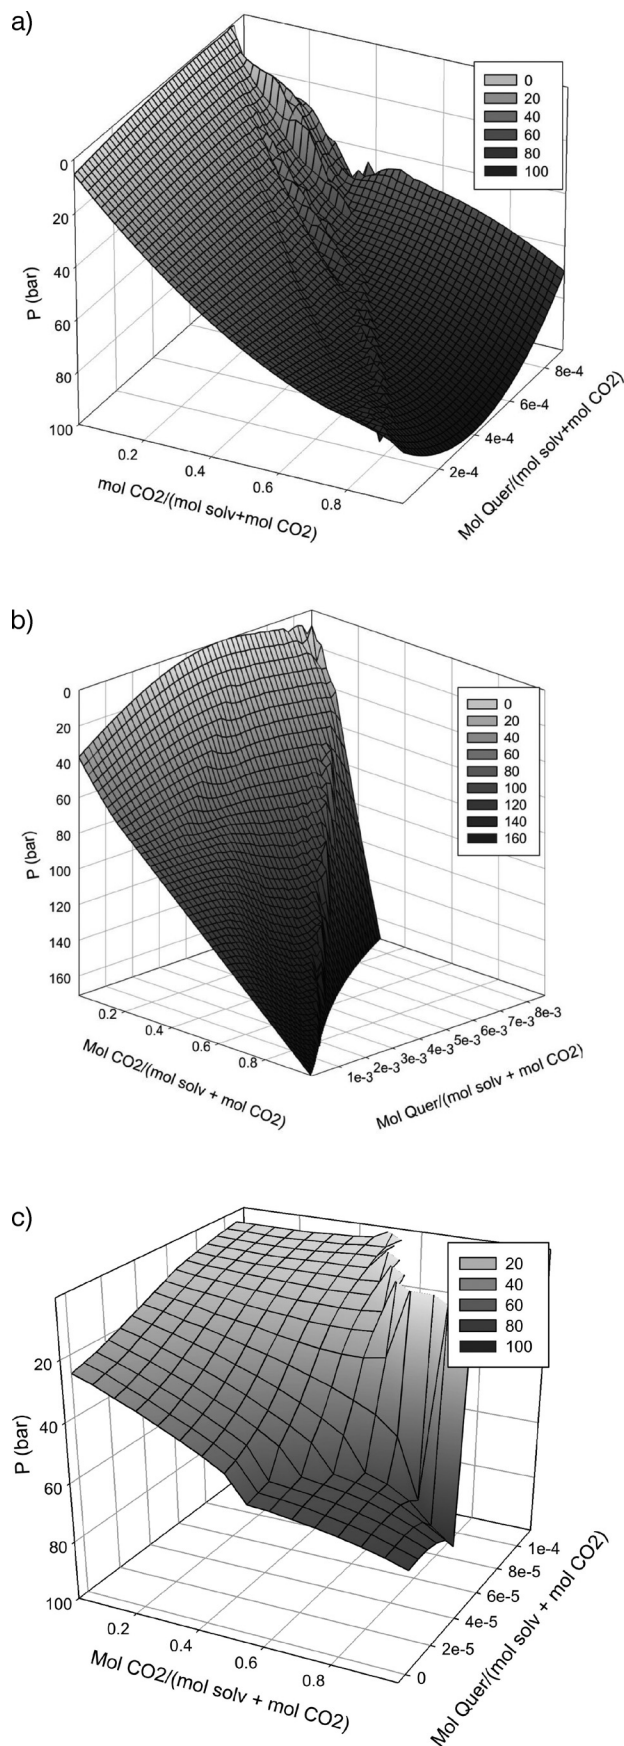 a)
0
20
40
60
80
100
0
20
40
60
80
100
P (bar)
0.2
0.4
0.6
0.8
mol CO2/(mol solv+mol CO2)
2e-4
4e-4
6e-4
8e-4
Mol Quer/(mol solv+mol CO2)
b)
0
20
40
60
80
100
120
140
160
0
20
40
60
80
100
120
140
160
P (bar)
0.2
0.4
0.6
0.8
Mol CO2/(mol solv + mol CO2)
1e-3
2e-3
3e-3
4e-3
5e-3
6e-3
7e-3
8e-3
Mol Quer/(mol solv + mol CO2)
c)
20
40
60
80
100
20
40
60
80
100
P (bar)
0.2
0.4
0.6
0.8
Mol CO2/(mol solv + mol CO2)
0
2e-5
4e-5
6e-5
8e-5
1e-4
Mol Quer/(mol solv + mol CO2)